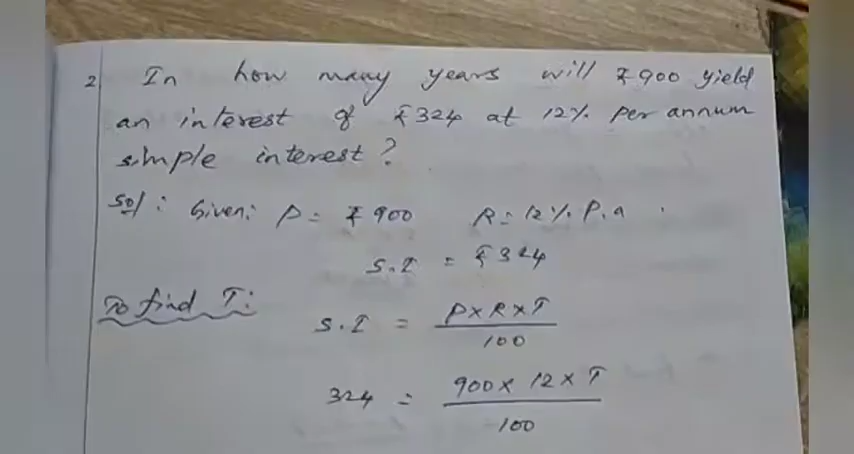 2. In how many years will ₹900 yield
an interest of ₹324 at 12% per annum
simple interest?
Sol: Given: P = ₹900 R = 12% P.a.
S.I = ₹324
To find T:
S.I = P×R×T
100
324 = 900× 12×T
100